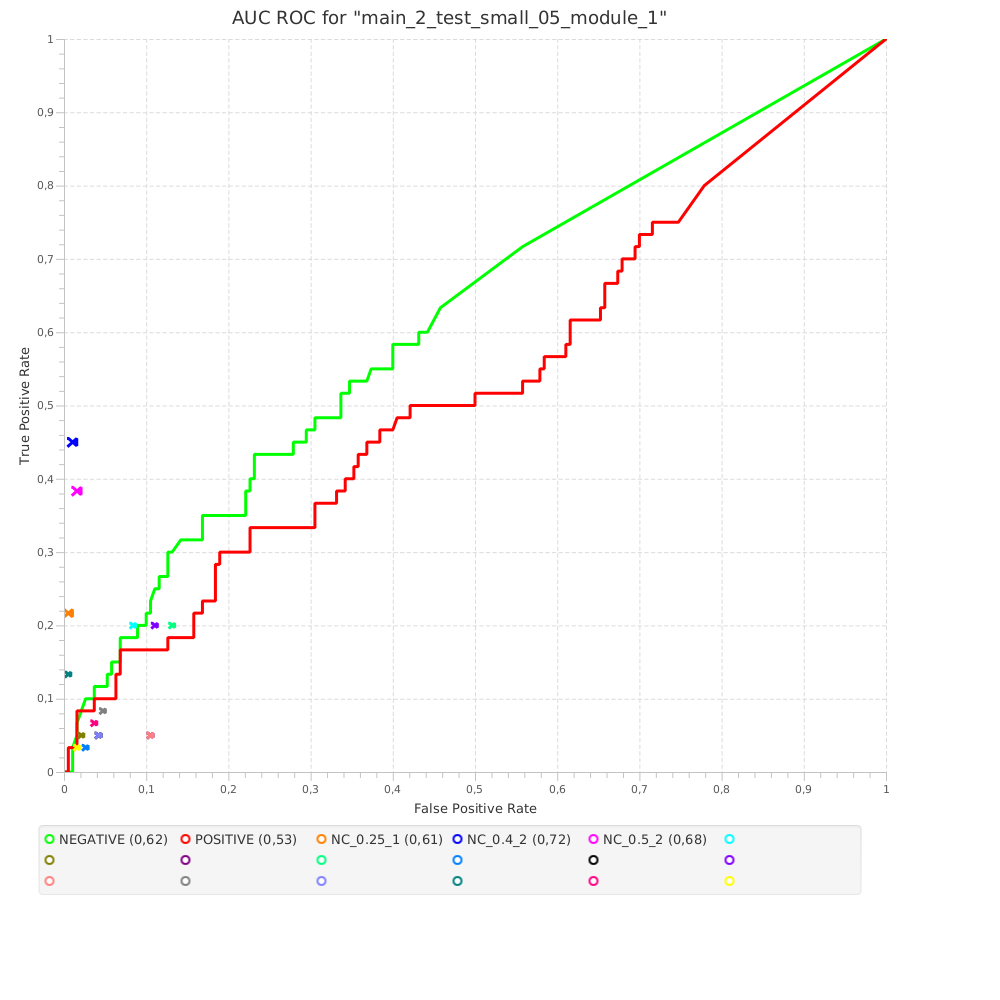 AUC ROC for "main_2_test_small_05_module_1"
1
0,9
0,8
0,7
0,6
0,5
0,4
0,3
0,2
0,1
0
True Positive Rate
0 0,1 0,2 0,3 0,4 0,5 0,6 0,7 0,8 0,9 1
False Positive Rate
NEGATIVE (0,62) POSITIVE (0,53) NC_0.25_1 (0,61) NC_0.4_2 (0,72) NC_0.5_2 (0,68)